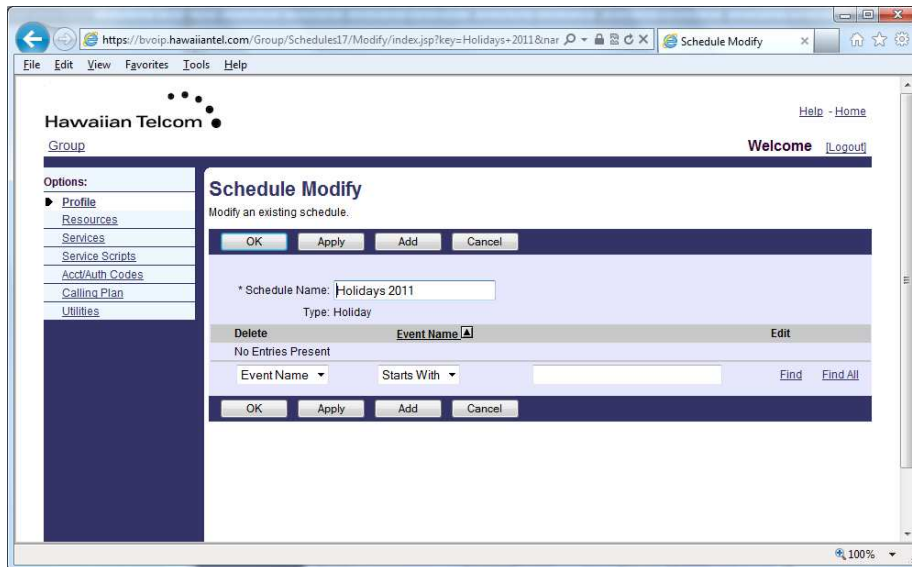 https://bvoip.hawaiiantel.com/Group/Schedules17/Modify/index.jsp?key=Holidays+2011&nar
Schedule Modify
File Edit View Favorites Tools Help
Hawaiian Telcom
Help - Home
Group
Welcome [Logout]
Options:
Profile
Resources
Services
Service Scripts
Acct/Auth Codes
Calling Plan
Utilities
Schedule Modify
Modify an existing schedule.
OK Apply Add Cancel
* Schedule Name: Holidays 2011
Type: Holiday
Delete Event Name Edit
No Entries Present
Event Name Starts With Find Find All
OK Apply Add Cancel
100%